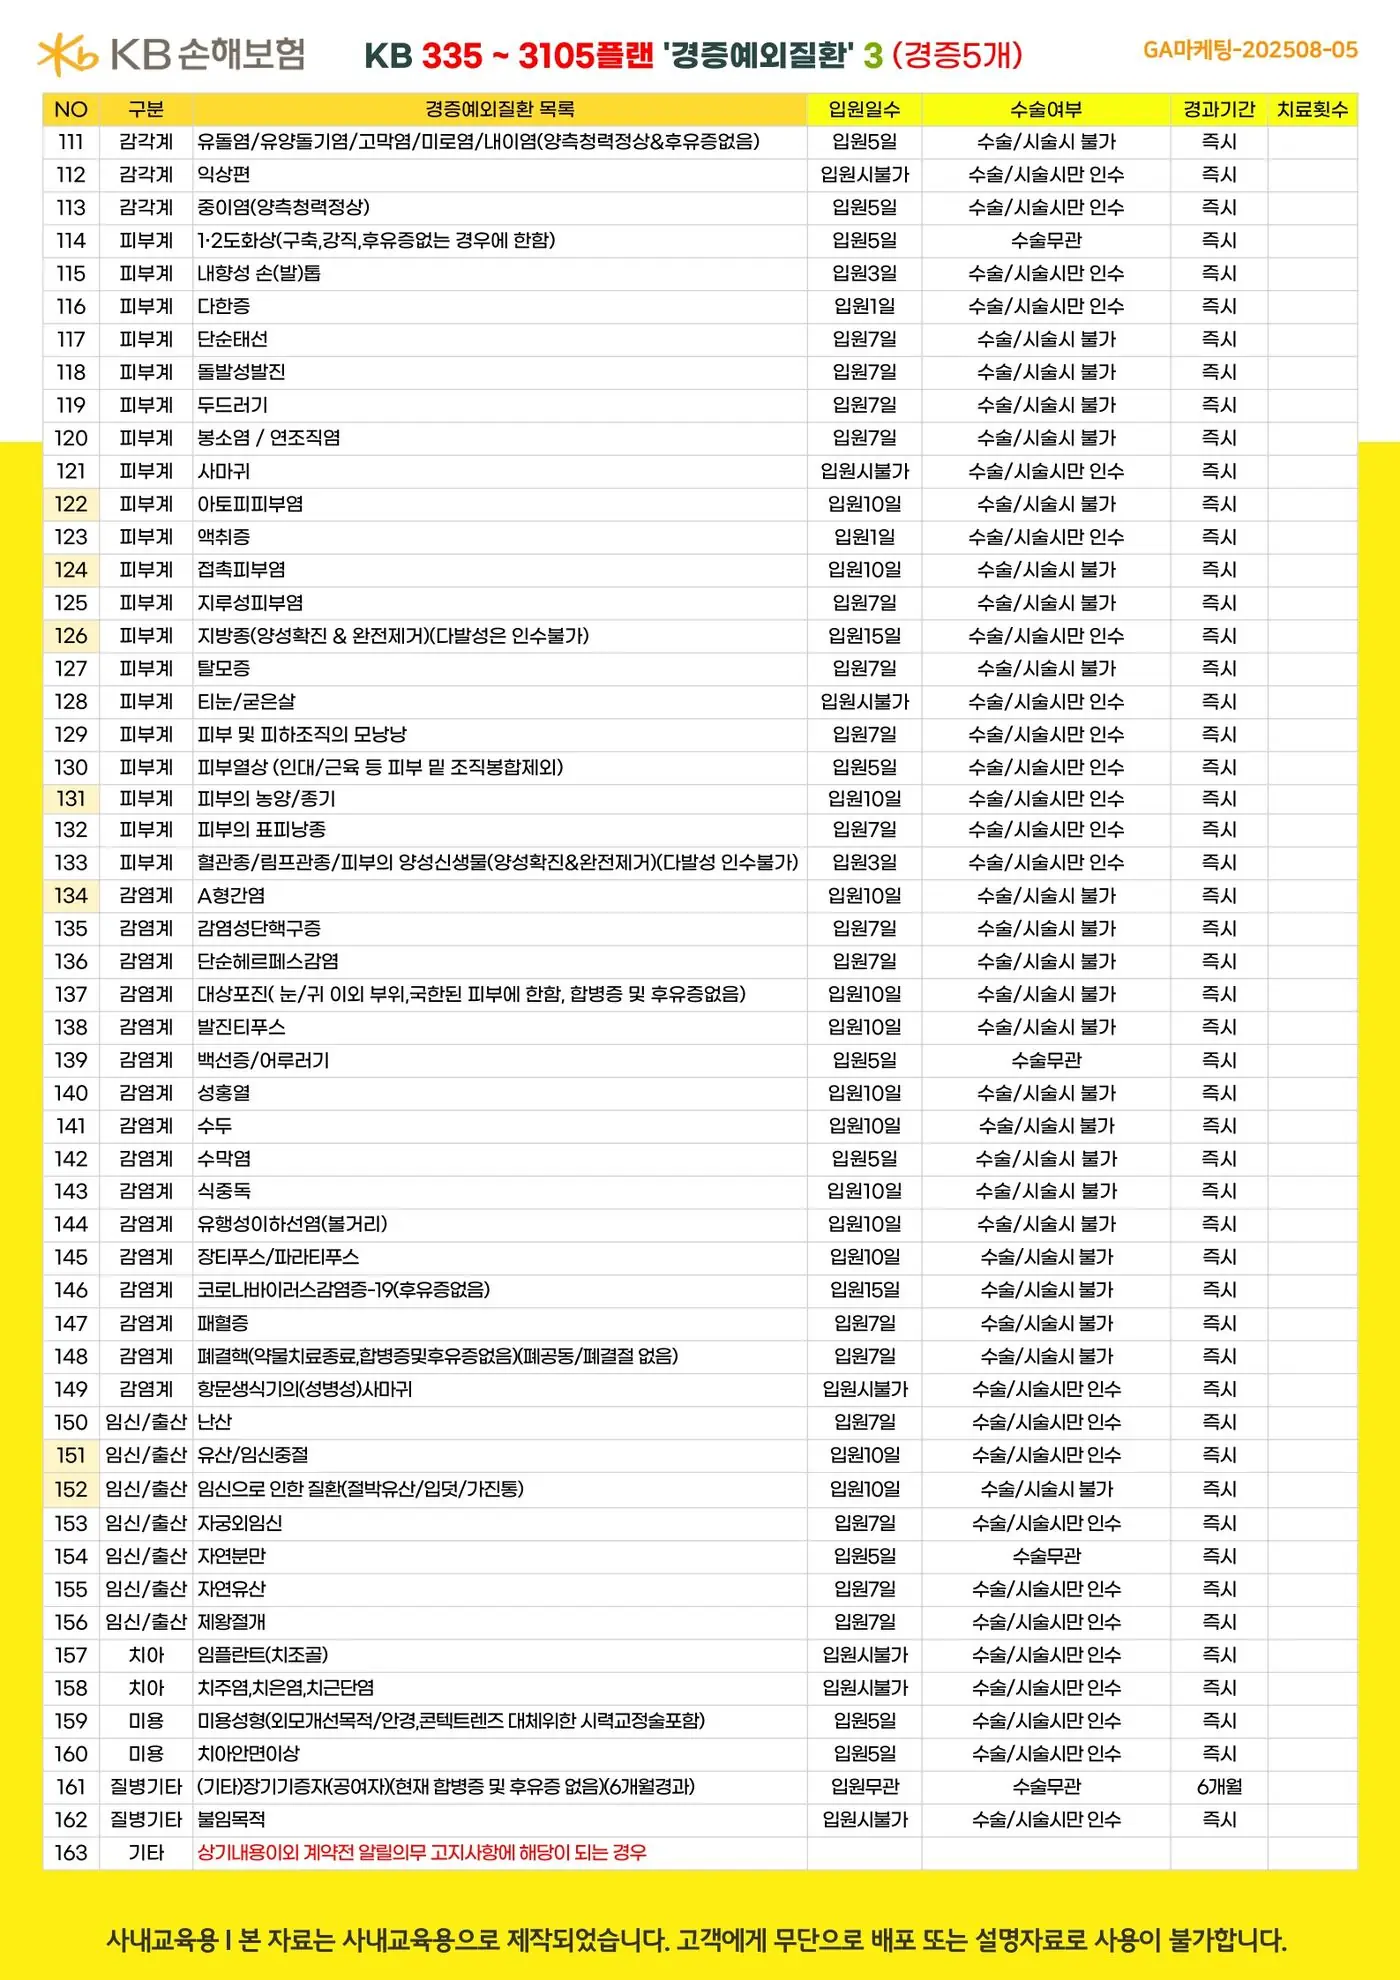 KB 손해보험
KB 335 ~ 3105플랜 '경증예외질환' 3 (경증5개)
GA마케팅-202508-05
NO 구분 경증예외질환 목록 입원일수 수술여부 경과기간 치료횟수
111 감각계 유돌염/유양돌기염/고막염/미로염/내이염(양측청력정상&후유증없음) 입원5일 수술/시술시 불가 즉시
112 감각계 익상편 입원시불가 수술/시술시만 인수 즉시
113 감각계 중이염(양측청력정상) 입원5일 수술/시술시만 인수 즉시
114 피부계 1·2도화상(구축,강직,후유증없는 경우에 한함) 입원5일 수술무관 즉시
115 피부계 내향성 손(발)톱 입원3일 수술/시술시만 인수 즉시
116 피부계 다한증 입원1일 수술/시술시만 인수 즉시
117 피부계 단순태선 입원7일 수술/시술시 불가 즉시
118 피부계 돌발성발진 입원7일 수술/시술시 불가 즉시
119 피부계 두드러기 입원7일 수술/시술시 불가 즉시
120 피부계 봉소염 / 연조직염 입원7일 수술/시술시 불가 즉시
121 피부계 사마귀 입원시불가 수술/시술시만 인수 즉시
122 피부계 아토피피부염 입원10일 수술/시술시 불가 즉시
123 피부계 액취증 입원1일 수술/시술시만 인수 즉시
124 피부계 접촉피부염 입원10일 수술/시술시 불가 즉시
125 피부계 지루성피부염 입원7일 수술/시술시 불가 즉시
126 피부계 지방종(양성확진 & 완전제거)(다발성은 인수불가) 입원15일 수술/시술시만 인수 즉시
127 피부계 탈모증 입원7일 수술/시술시 불가 즉시
128 피부계 티눈/굳은살 입원시불가 수술/시술시만 인수 즉시
129 피부계 피부 및 피하조직의 모낭낭 입원7일 수술/시술시만 인수 즉시
130 피부계 피부열상 (인대/근육 등 피부 밑 조직봉합제외) 입원5일 수술/시술시만 인수 즉시
131 피부계 피부의 농양/종기 입원10일 수술/시술시만 인수 즉시
132 피부계 피부의 표피낭종 입원7일 수술/시술시만 인수 즉시
133 피부계 혈관종/림프관종/피부의 양성신생물(양성확진&완전제거)(다발성 인수불가) 입원3일 수술/시술시만 인수 즉시
134 감염계 A형간염 입원10일 수술/시술시 불가 즉시
135 감염계 감염성단핵구증 입원7일 수술/시술시 불가 즉시
136 감염계 단순헤르페스감염 입원7일 수술/시술시 불가 즉시
137 감염계 대상포진( 눈/귀 이외 부위,국한된 피부에 한함, 합병증 및 후유증없음) 입원10일 수술/시술시 불가 즉시
138 감염계 발진티푸스 입원10일 수술/시술시 불가 즉시
139 감염계 백선증/어루러기 입원5일 수술무관 즉시
140 감염계 성홍열 입원10일 수술/시술시 불가 즉시
141 감염계 수두 입원10일 수술/시술시 불가 즉시
142 감염계 수막염 입원5일 수술/시술시 불가 즉시
143 감염계 식중독 입원10일 수술/시술시 불가 즉시
144 감염계 유행성이하선염(볼거리) 입원10일 수술/시술시 불가 즉시
145 감염계 장티푸스/파라티푸스 입원10일 수술/시술시 불가 즉시
146 감염계 코로나바이러스감염증-19(후유증없음) 입원15일 수술/시술시 불가 즉시
147 감염계 패혈증 입원7일 수술/시술시 불가 즉시
148 감염계 폐결핵(약물치료종료,합병증및후유증없음)(폐공동/폐결절 없음) 입원7일 수술/시술시 불가 즉시
149 감염계 항문생식기의(성병성)사마귀 입원시불가 수술/시술시만 인수 즉시
150 임신/출산 난산 입원7일 수술/시술시만 인수 즉시
151 임신/출산 유산/임신중절 입원10일 수술/시술시만 인수 즉시
152 임신/출산 임신으로 인한 질환(절박유산/입덧/가진통) 입원10일 수술/시술시 불가 즉시
153 임신/출산 자궁외임신 입원7일 수술/시술시만 인수 즉시
154 임신/출산 자연분만 입원5일 수술무관 즉시
155 임신/출산 자연유산 입원7일 수술/시술시만 인수 즉시
156 임신/출산 제왕절개 입원7일 수술/시술시만 인수 즉시
157 치아 임플란트(치조골) 입원시불가 수술/시술시만 인수 즉시
158 치아 치주염,치은염,치근단염 입원시불가 수술/시술시만 인수 즉시
159 미용 미용성형(외모개선목적/안경,콘텍트렌즈 대체위한 시력교정술포함) 입원5일 수술/시술시만 인수 즉시
160 미용 치아안면이상 입원5일 수술/시술시만 인수 즉시
161 질병기타 (기타)장기기증자(공여자)(현재 합병증 및 후유증 없음)(6개월경과) 입원무관 수술무관 6개월
162 질병기타 불임목적 입원시불가 수술/시술시만 인수 즉시
163 기타 상기내용이외 계약전 알릴의무 고지사항에 해당이 되는 경우
사내교육용 | 본 자료는 사내교육용으로 제작되었습니다. 고객에게 무단으로 배포 또는 설명자료로 사용이 불가합니다.